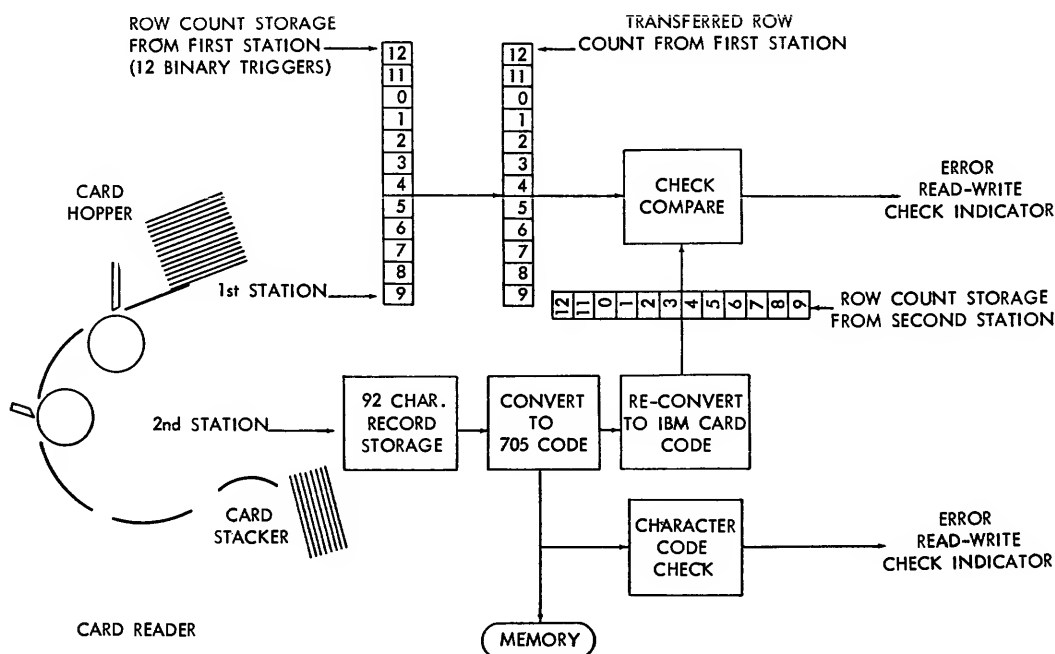 ROW COUNT STORAGE
FROM FIRST STATION
(12 BINARY TRIGGERS)
TRANSFERRED ROW
COUNT FROM FIRST STATION
12
11
0
1
2
3
4
5
6
7
8
9
12
11
0
1
2
3
4
5
6
7
8
9
CARD
HOPPER
1st STATION
CHECK
COMPARE
ERROR
READ-WRITE
CHECK INDICATOR
12 11 0 1 2 3 4 5 6 7 8 9
ROW COUNT STORAGE
FROM SECOND STATION
2nd STATION
92 CHAR.
RECORD
STORAGE
CONVERT
TO
705 CODE
RE-CONVERT
TO IBM CARD
CODE
CARD
STACKER
CHARACTER
CODE
CHECK
ERROR
READ-WRITE
CHECK INDICATOR
CARD READER
MEMORY